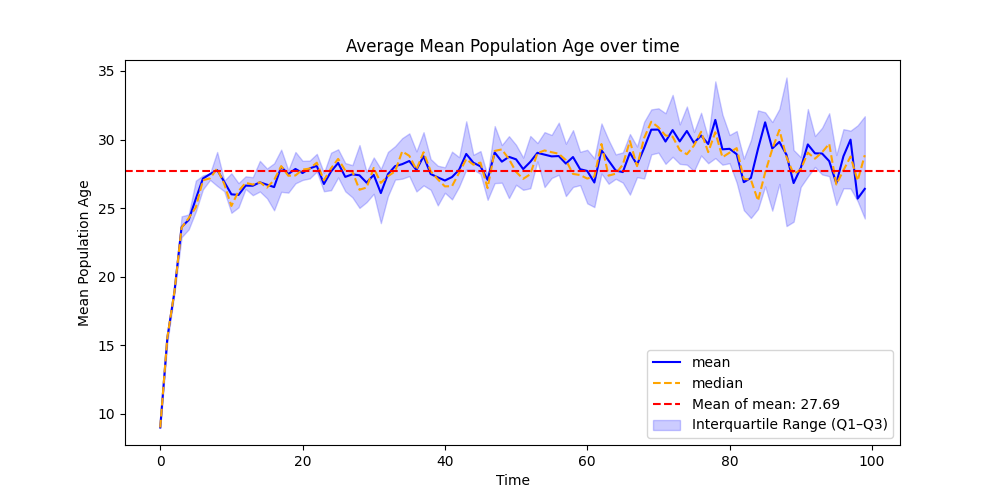 Average Mean Population Age over time
Mean Population Age
35
30
25
20
15
10
0
20
40
60
80
100
Time
mean
median
Mean of mean: 27.69
Interquartile Range (Q1–Q3)